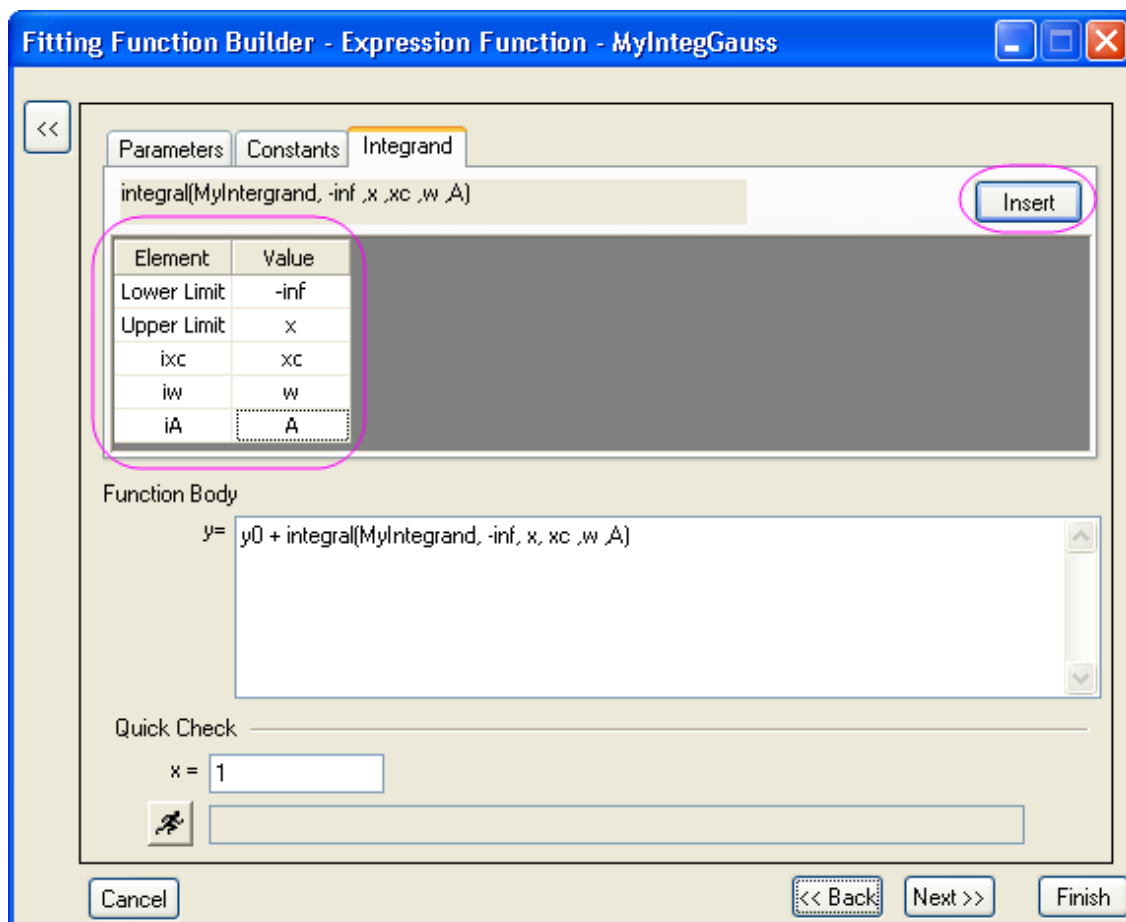 Fitting Function Builder - Expression Function - MyIntegGauss
<<
Parameters Constants Integrand
integral(MyIntergrand, -inf ,x ,xc ,w ,A)
Insert
Element Value
Lower Limit -inf
Upper Limit x
ixc xc
iw w
iA A
Function Body
y= y0 + integral(MyIntegrand, -inf, x, xc ,w ,A)
Quick Check
x = 1
Cancel << Back Next >> Finish